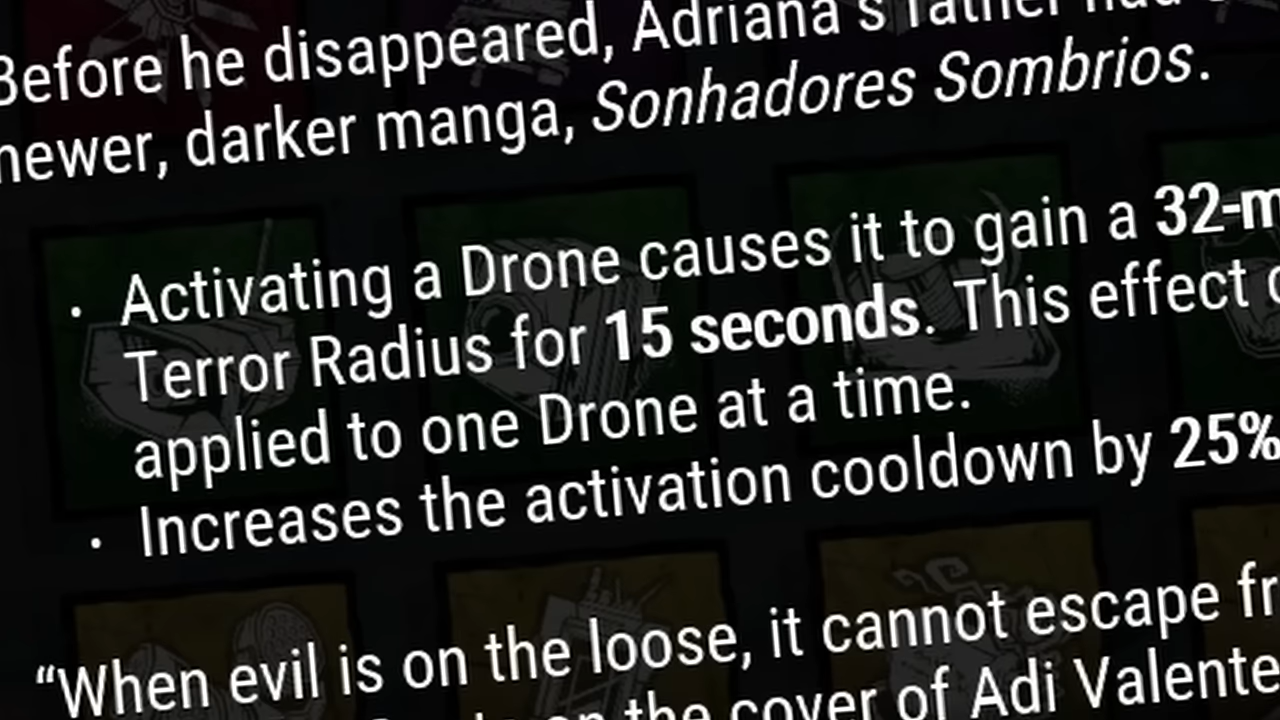 Before he disappeared, Adriana's father had
newer, darker manga, Sonhadores Sombrios.
· Activating a Drone causes it to gain a 32-m
Terror Radius for 15 seconds. This effect
applied to one Drone at a time.
· Increases the activation cooldown by 25%
“When evil is on the loose, it cannot escape
on the cover of Adi Valente